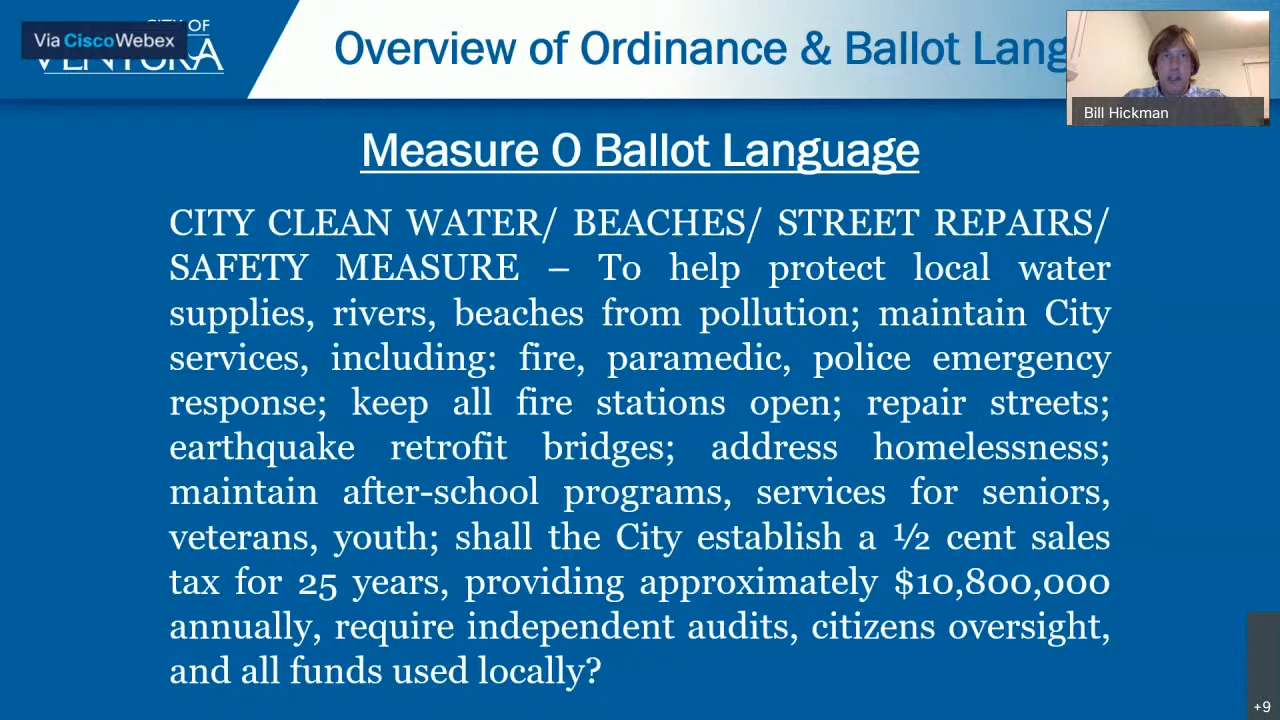 CITY OF
Via Cisco Webex
VENTURA
Overview of Ordinance & Ballot Lang
Bill Hickman
Measure O Ballot Language
CITY CLEAN WATER/ BEACHES/ STREET REPAIRS/
SAFETY MEASURE – To help protect local water
supplies, rivers, beaches from pollution; maintain City
services, including: fire, paramedic, police emergency
response; keep all fire stations open; repair streets;
earthquake retrofit bridges; address homelessness;
maintain after-school programs, services for seniors,
veterans, youth; shall the City establish a ½ cent sales
tax for 25 years, providing approximately $10,800,000
annually, require independent audits, citizens oversight,
and all funds used locally?
+9